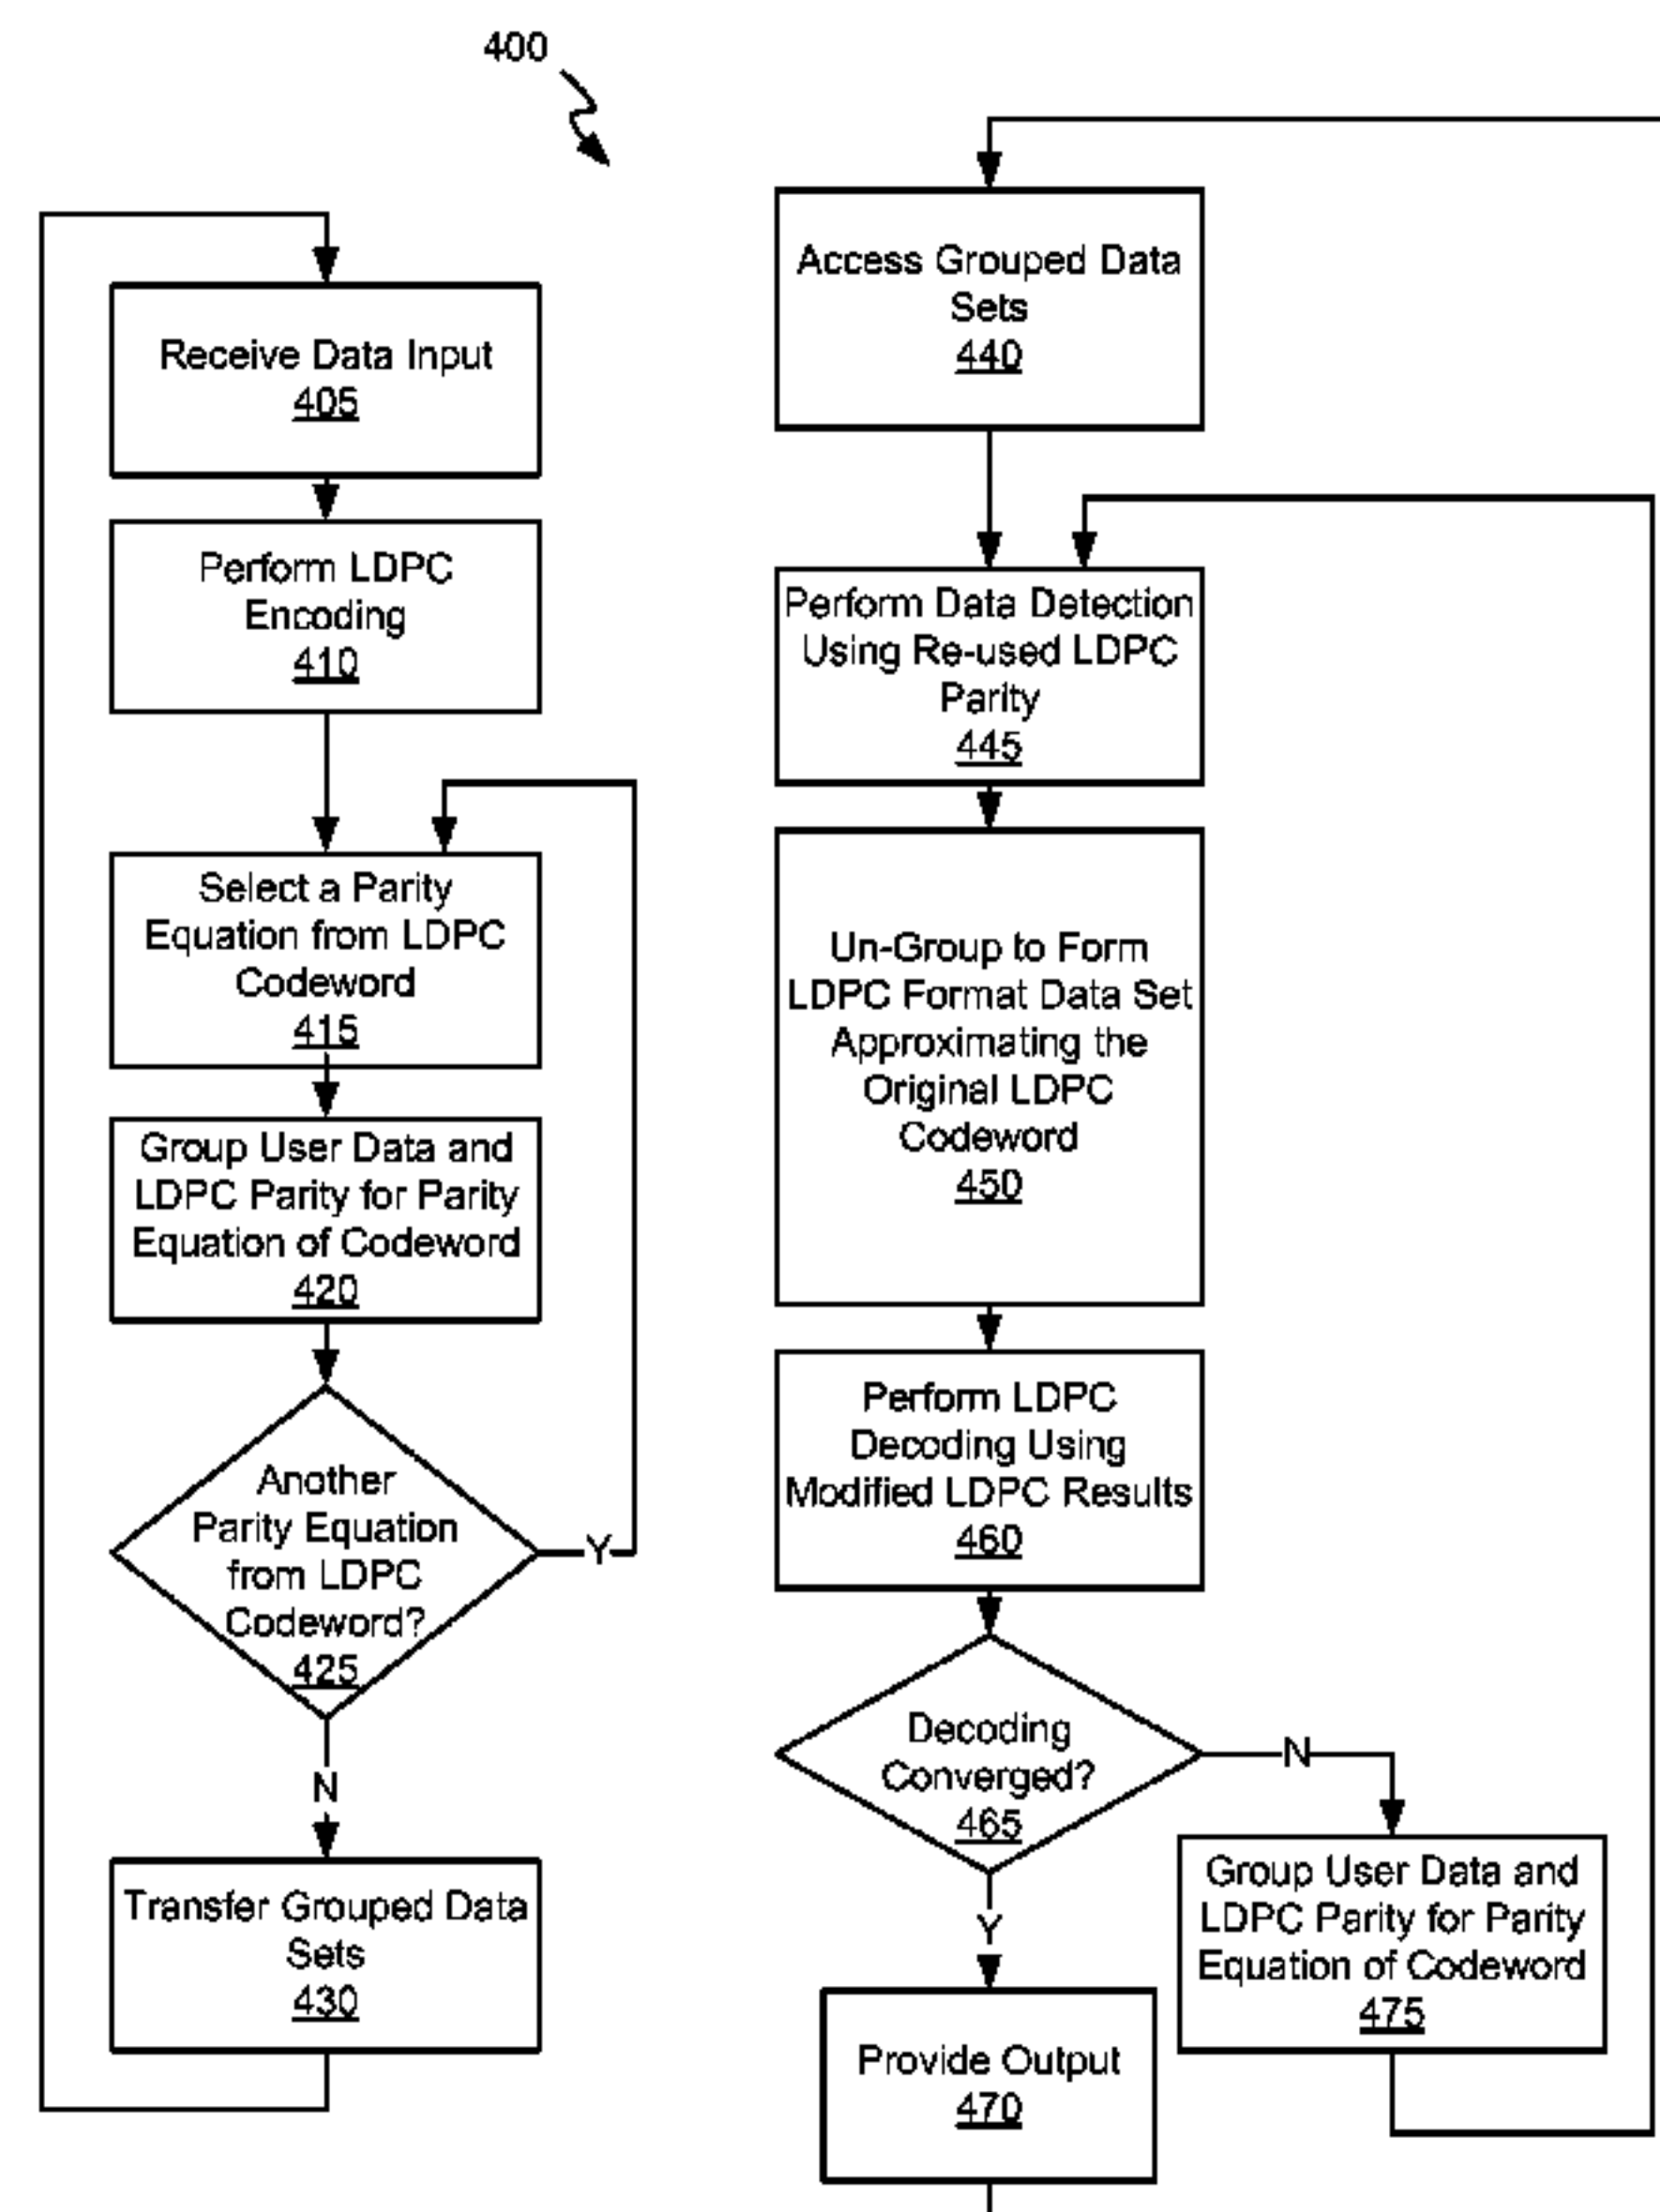 400
Receive Data Input
405
Perform LDPC
Encoding
410
Select a Parity
Equation from LDPC
Codeword
415
Group User Data and
LDPC Parity for Parity
Equation of Codeword
420
Another
Parity Equation
from LDPC
Codeword?
425
Y
N
Transfer Grouped Data
Sets
430
Access Grouped Data
Sets
440
Perform Data Detection
Using Re-used LDPC
Parity
445
Un-Group to Form
LDPC Format Data Set
Approximating the
Original LDPC
Codeword
450
Perform LDPC
Decoding Using
Modified LDPC Results
460
Decoding
Converged?
465
N
Y
Group User Data and
LDPC Parity for Parity
Equation of Codeword
475
Provide Output
470